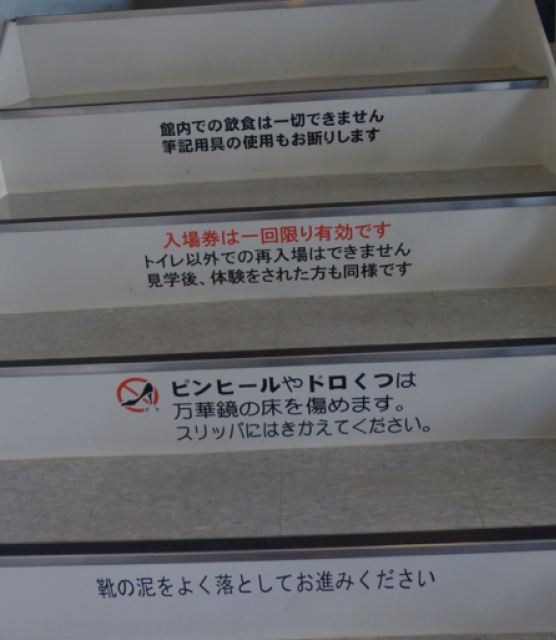 館内での飲食は一切できません
筆記用具の使用もお断りします
入場券は一回限り有効です
トイレ以外での再入場はできません
見学後、体験をされた方も同様です
ピンヒールやドロくつは
万華鏡の床を傷めます。
スリッパにはきかえてください。
靴の泥をよく落としてお進みください